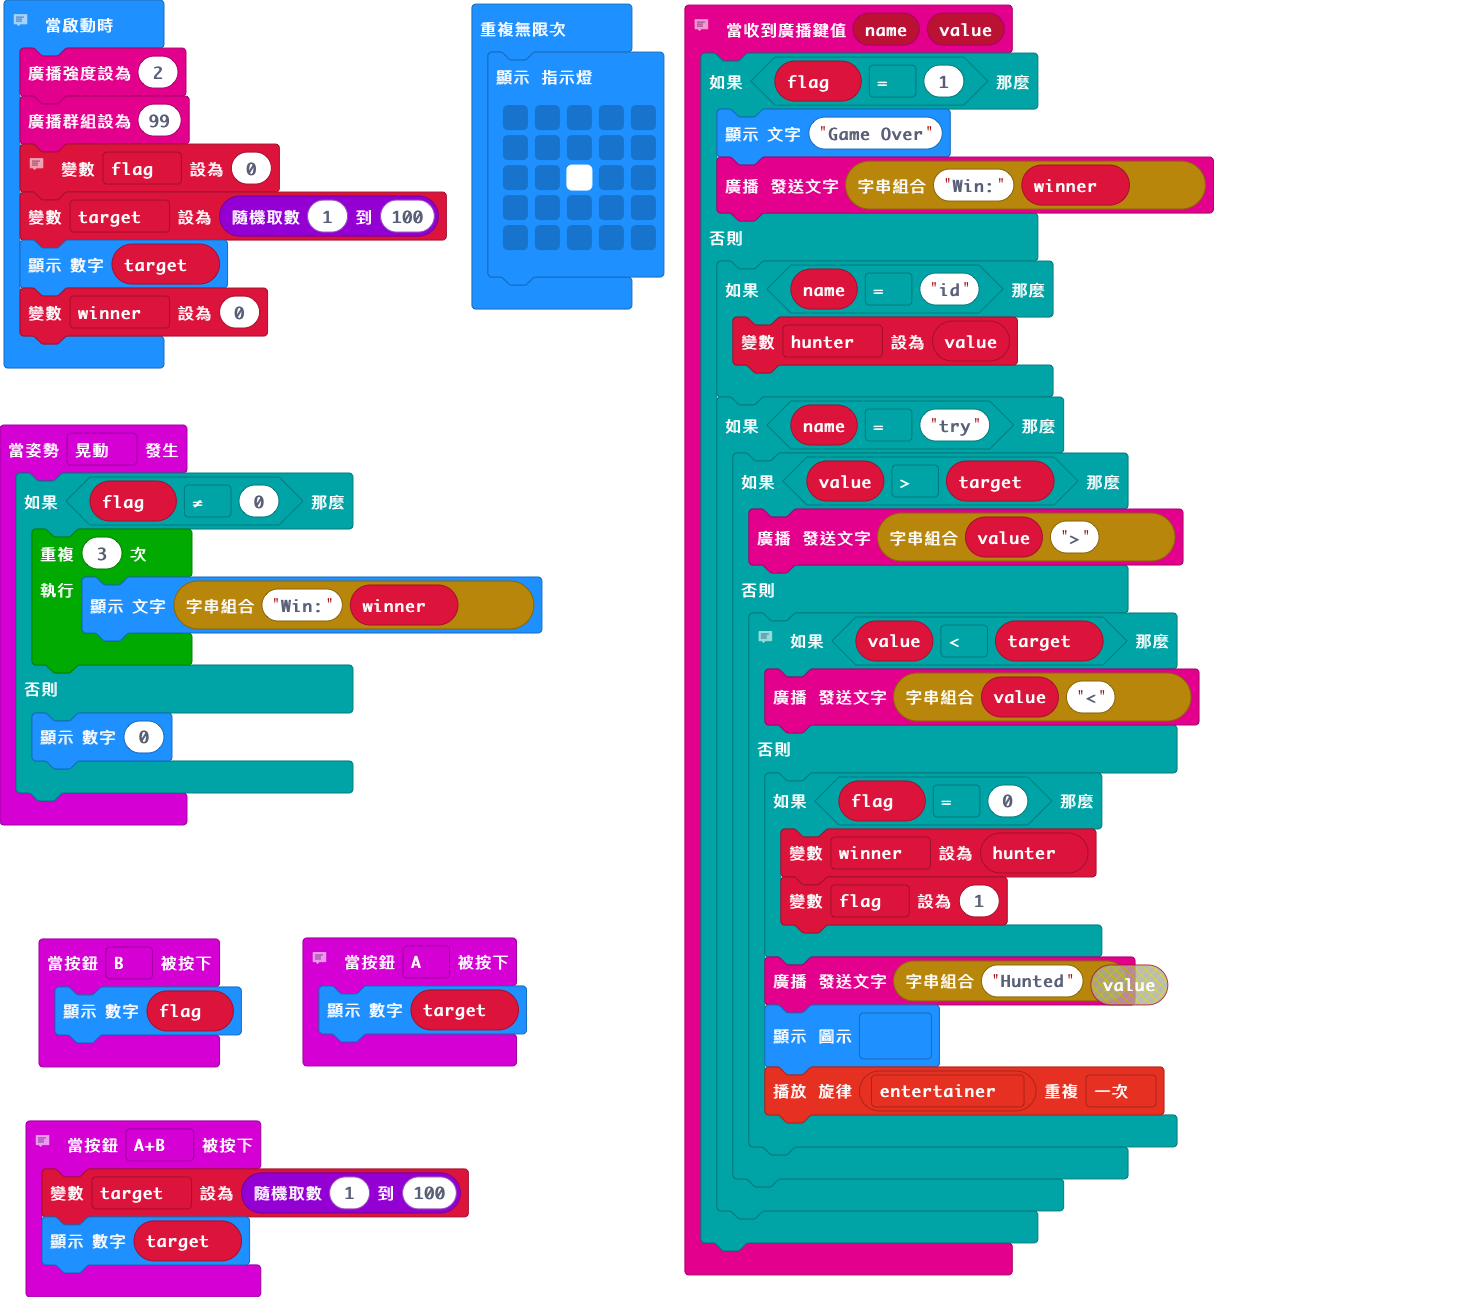 當啟動時
廣播強度設為 2
廣播群組設為 99
變數 flag 設為 0
變數 target 設為 隨機取數 1 到 100
顯示 數字 target
變數 winner 設為 0
重複無限次
顯示 指示燈
當姿勢 晃動 發生
如果 flag ≠ 0 那麼
重複 3 次
執行 顯示 文字 字串組合 "Win:" winner
否則
顯示 數字 0
當按鈕 B 被按下
顯示 數字 flag
當按鈕 A 被按下
顯示 數字 target
當按鈕 A+B 被按下
變數 target 設為 隨機取數 1 到 100
顯示 數字 target
當收到廣播鍵值 name value
如果 flag = 1 那麼
顯示 文字 "Game Over"
廣播 發送文字 字串組合 "Win:" winner
否則
如果 name = "id" 那麼
變數 hunter 設為 value
如果 name = "try" 那麼
如果 value > target 那麼
廣播 發送文字 字串組合 value ">"
否則
如果 value < target 那麼
廣播 發送文字 字串組合 value "<"
否則
如果 flag = 0 那麼
變數 winner 設為 hunter
變數 flag 設為 1
廣播 發送文字 字串組合 "Hunted" value
顯示 圖示
播放 旋律 entertainer 重複 一次